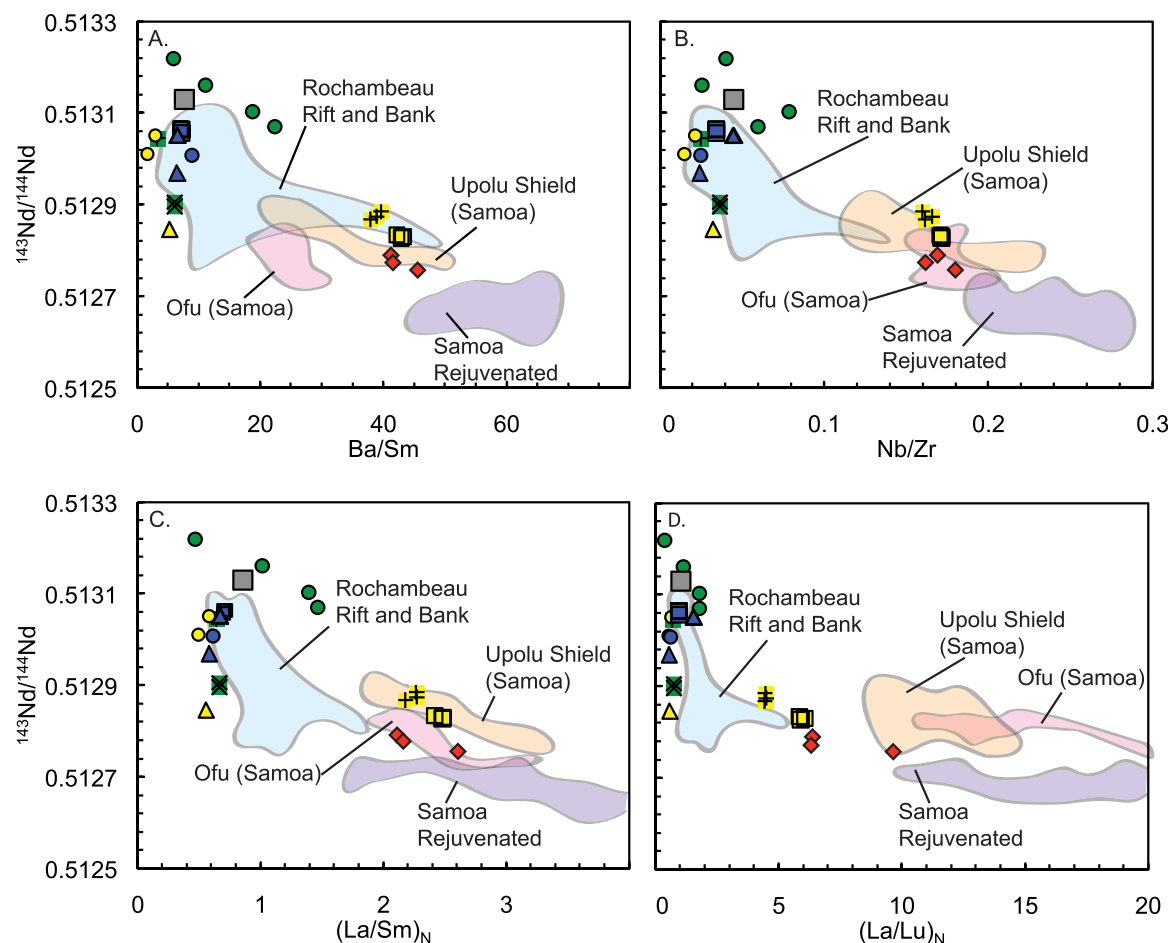 A.
0.5133
0.5131
0.5129
0.5127
0.5125
¹⁴³Nd/¹⁴⁴Nd
Rochambeau
Rift and Bank
Upolu Shield
(Samoa)
Ofu (Samoa)
Samoa
Rejuvenated
0
20
40
60
Ba/Sm
B.
Rochambeau
Rift and Bank
Upolu Shield
(Samoa)
Ofu (Samoa)
Samoa
Rejuvenated
0
0.1
0.2
0.3
Nb/Zr
C.
0.5133
0.5131
0.5129
0.5127
0.5125
¹⁴³Nd/¹⁴⁴Nd
Rochambeau
Rift and Bank
Upolu Shield
(Samoa)
Ofu (Samoa)
Samoa
Rejuvenated
0
1
2
3
(La/Sm)N
D.
Rochambeau
Rift and Bank
Upolu Shield
(Samoa)
Ofu (Samoa)
Samoa
Rejuvenated
0
5
10
15
20
(La/Lu)N